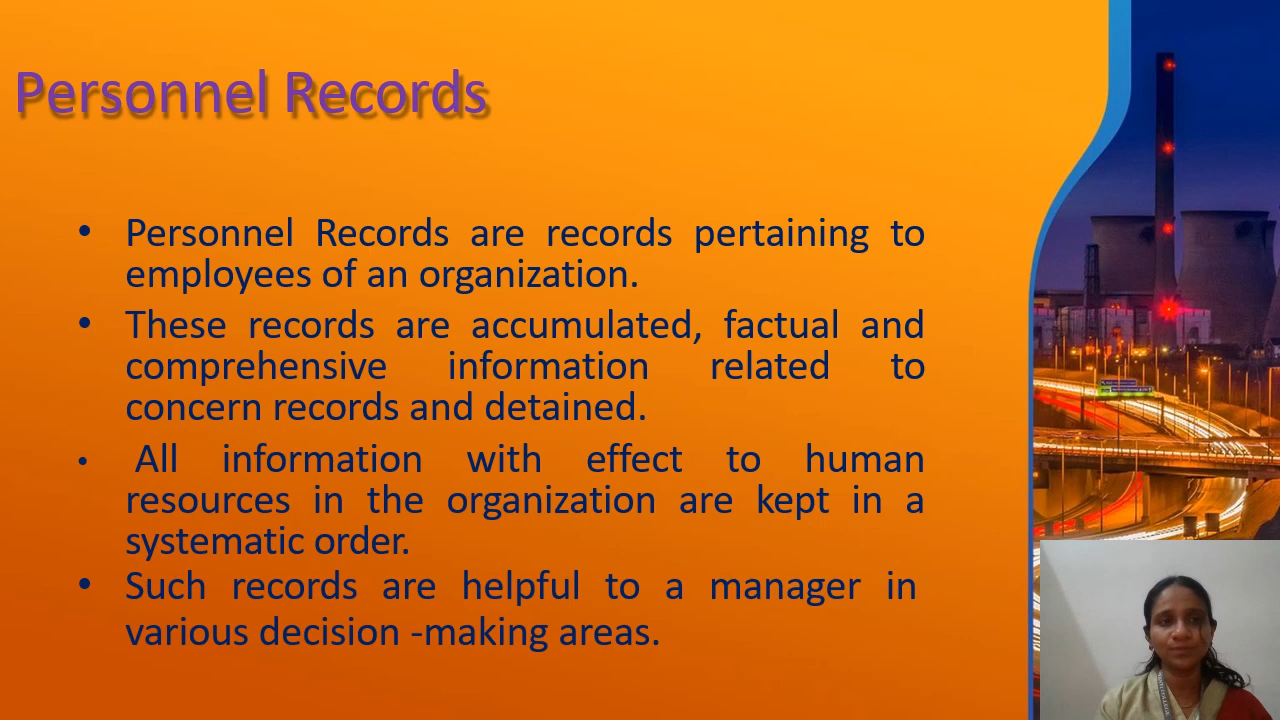 Personnel Records
• Personnel Records are records pertaining to
employees of an organization.
• These records are accumulated, factual and
comprehensive information related to
concern records and detained.
• All information with effect to human
resources in the organization are kept in a
systematic order.
• Such records are helpful to a manager in
various decision -making areas.